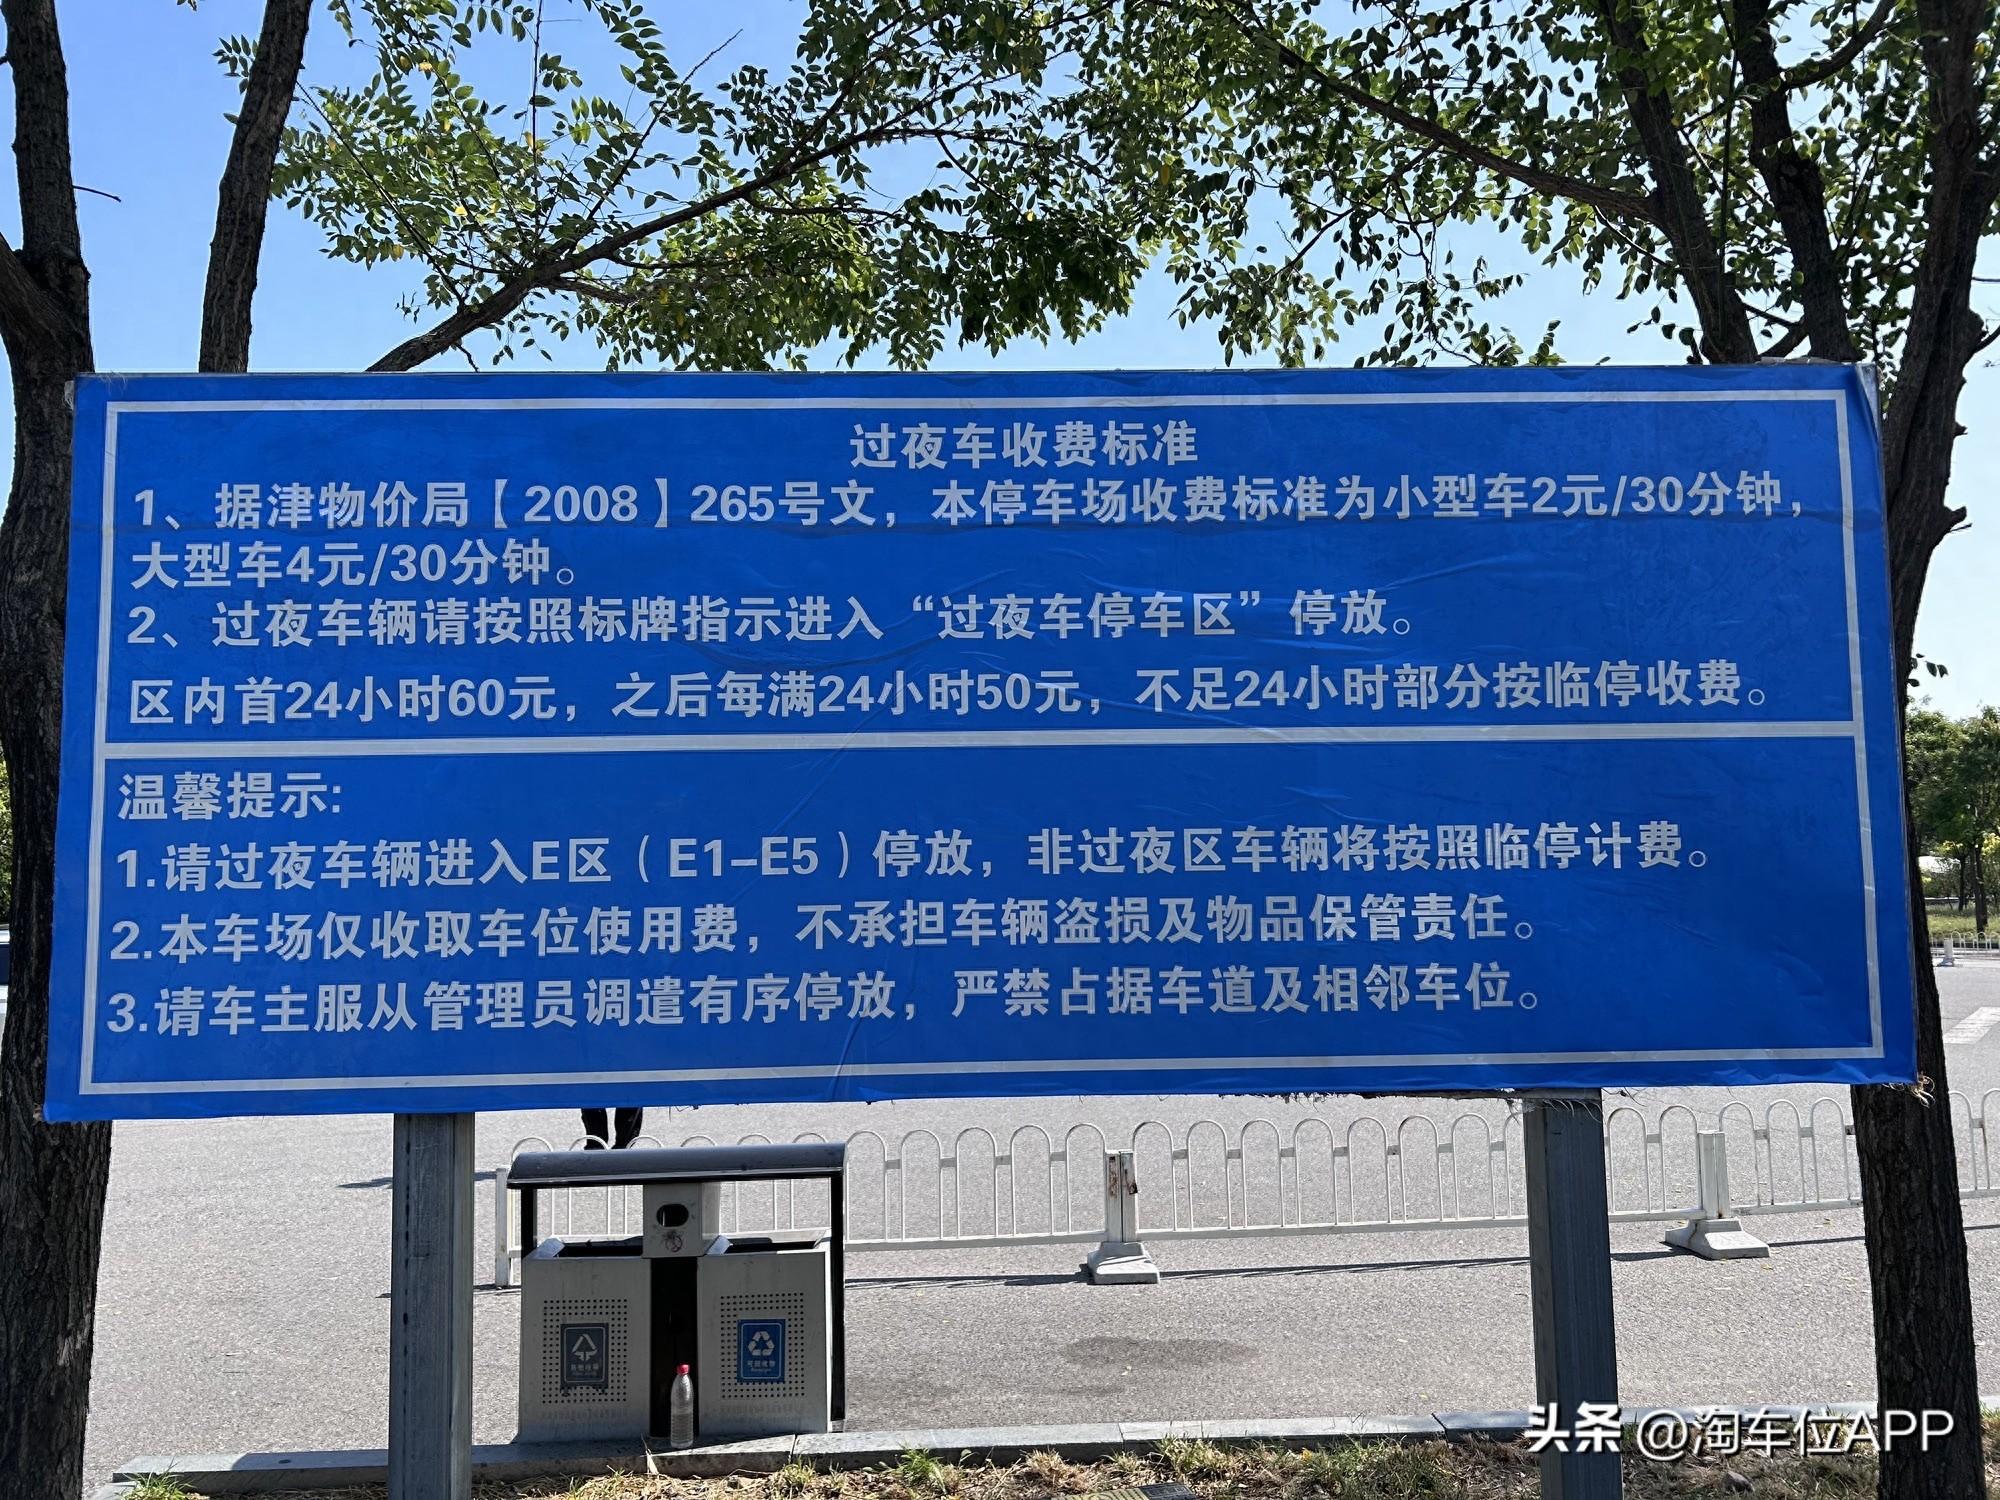 过夜车收费标准
1、据津物价局【2008】265号文，本停车场收费标准为小型车2元/30分钟，
大型车4元/30分钟。
2、过夜车辆请按照标牌指示进入“过夜车停车区”停放。
区内首24小时60元，之后每满24小时50元，不足24小时部分按临停收费。
温馨提示:
1.请过夜车辆进入E区（E1-E5）停放，非过夜区车辆将按照临停计费。
2.本车场仅收取车位使用费，不承担车辆盗损及物品保管责任。
3.请车主服从管理员调遣有序停放，严禁占据车道及相邻车位。
可回收物
头条 @淘车位APP